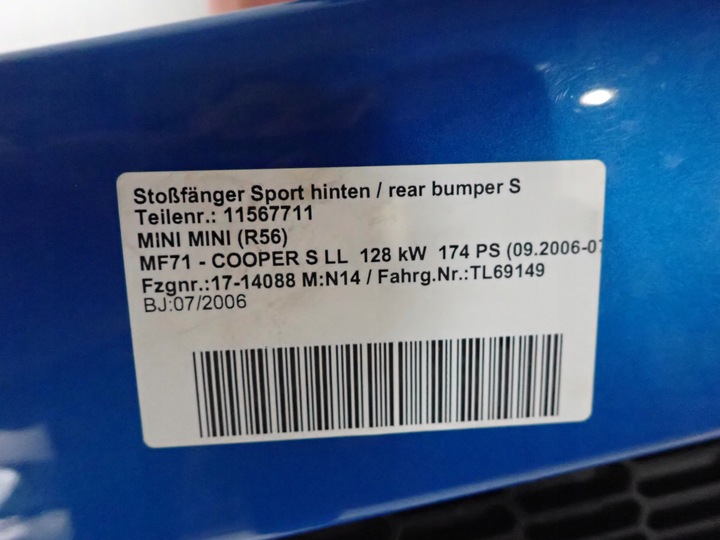 Stoßfänger Sport hinten / rear bumper S
Teilenr.: 11567711
MINI MINI (R56)
MF71 - COOPER S LL 128 kW 174 PS (09.2006-07
Fzgnr.:17-14088 M:N14 / Fahrg.Nr.:TL69149
BJ:07/2006